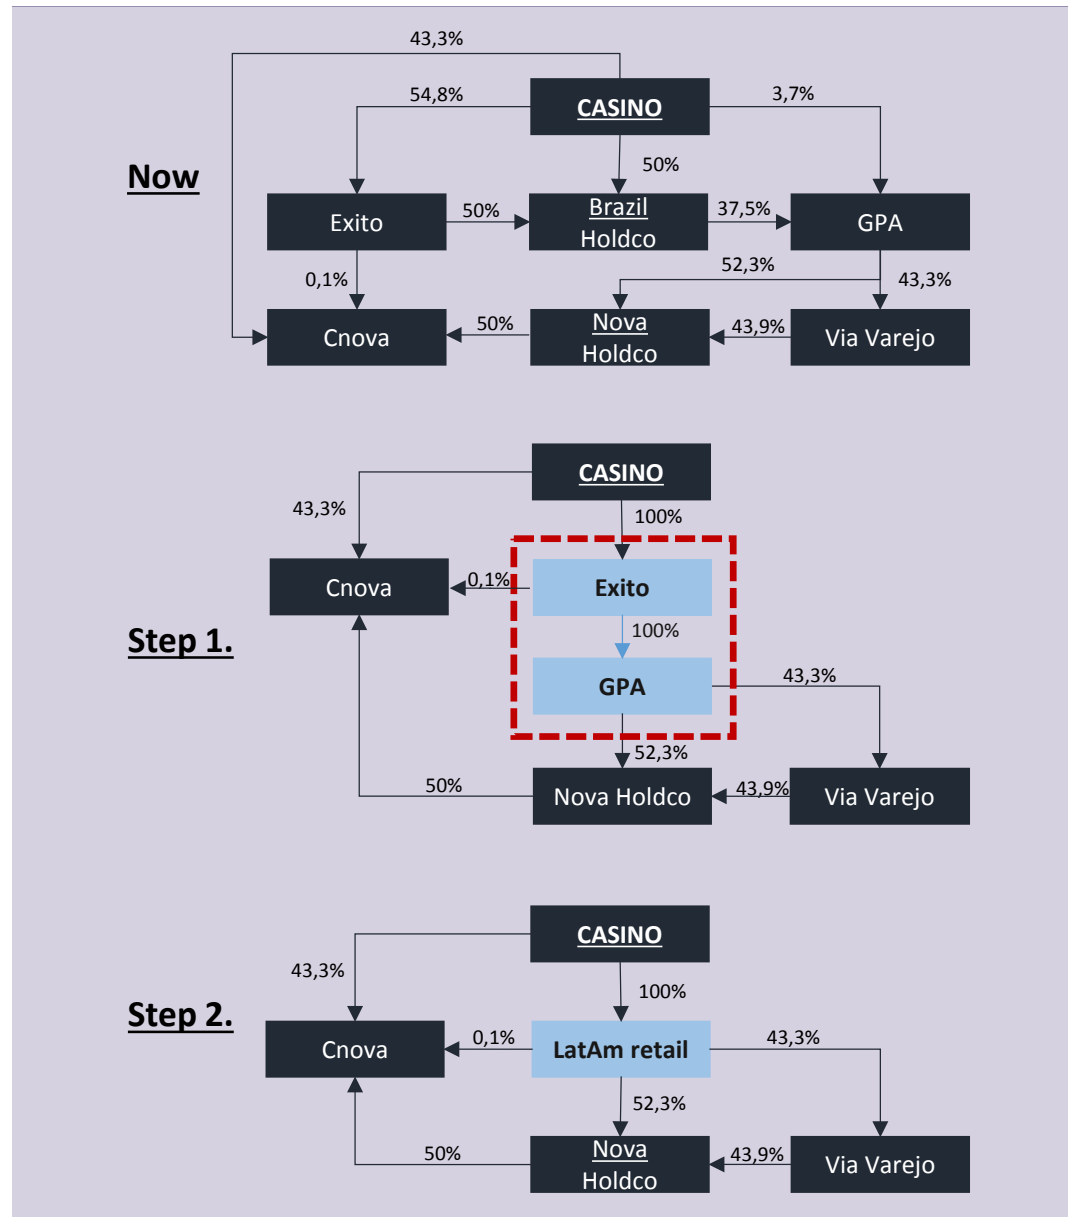 43,3%
54,8%
CASINO
3,7%
50%
Now
Exito
50%
Brazil
Holdco
37,5%
GPA
0,1%
52,3%
43,3%
Cnova
50%
Nova
Holdco
43,9%
Via Varejo
CASINO
43,3%
100%
Cnova
0,1%
Exito
100%
Step 1.
GPA
43,3%
52,3%
50%
Nova Holdco
43,9%
Via Varejo
CASINO
43,3%
100%
Step 2.
Cnova
0,1%
LatAm retail
43,3%
52,3%
50%
Nova
Holdco
43,9%
Via Varejo